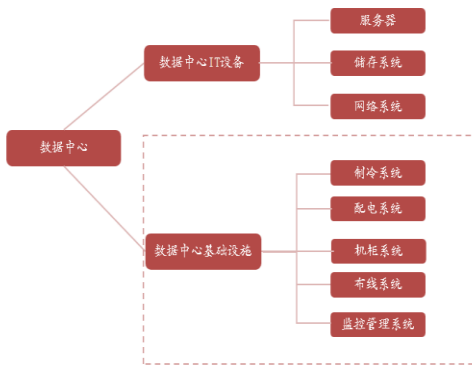 服务器
数据中心IT设备
储存系统
网络系统
数据中心
制冷系统
配电系统
数据中心基础设施
机柜系统
布线系统
监控管理系统